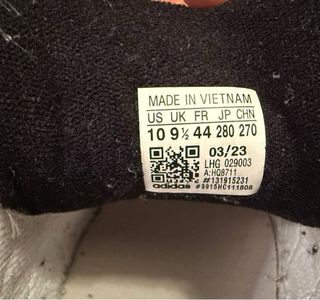 MADE IN VIETNAM
US UK FR JP CHN
10 9½ 44 280 270
03/23
LHG 029003
A:HQ8711
#131915231
adidas #9915HC111808